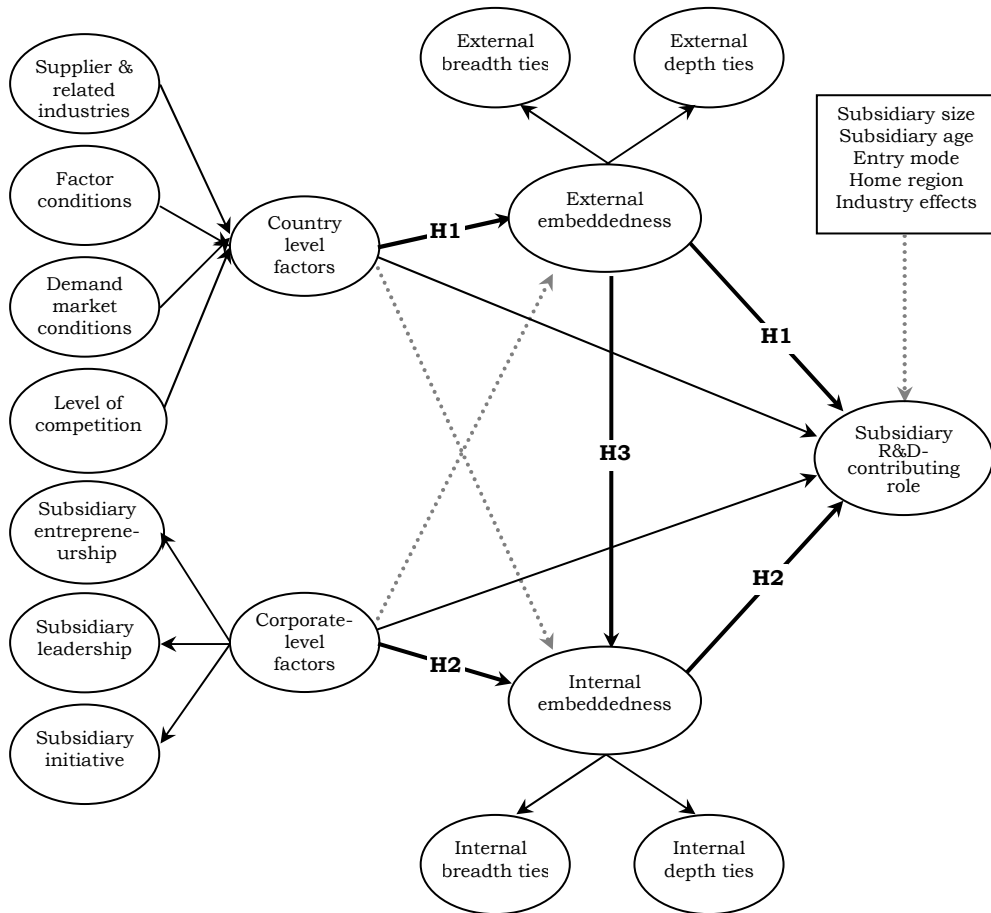 External
breadth ties
External
depth ties
Supplier &
related
industries
Subsidiary size
Subsidiary age
Entry mode
Home region
Industry effects
Factor
conditions
Country
level
factors
H1
External
embeddedness
Demand
market
conditions
H1
Level of
competition
H3
Subsidiary
R&D-
contributing
role
Subsidiary
entreprene-
urship
H2
Subsidiary
leadership
Corporate-
level
factors
H2
Internal
embeddedness
Subsidiary
initiative
Internal
breadth ties
Internal
depth ties